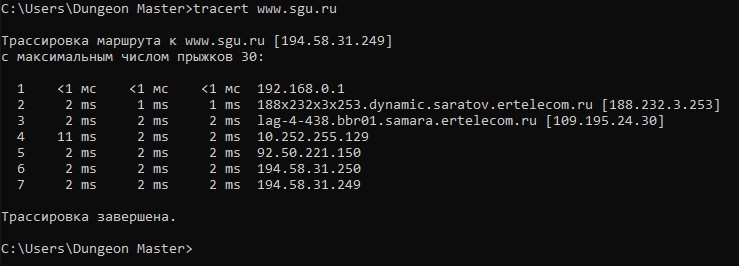 C:\Users\Dungeon Master>tracert www.sgu.ru
Трассировка маршрута к www.sgu.ru [194.58.31.249]
с максимальным числом прыжков 30:
1 <1 мс <1 мс <1 мс 192.168.0.1
2 2 ms 1 ms 1 ms 188x232x3x253.dynamic.saratov.ertelecom.ru [188.232.3.253]
3 2 ms 2 ms 2 ms lag-4-438.bbr01.samara.ertelecom.ru [109.195.24.30]
4 11 ms 2 ms 2 ms 10.252.255.129
5 2 ms 2 ms 2 ms 92.50.221.150
6 2 ms 2 ms 2 ms 194.58.31.250
7 2 ms 2 ms 2 ms 194.58.31.249
Трассировка завершена.
C:\Users\Dungeon Master>